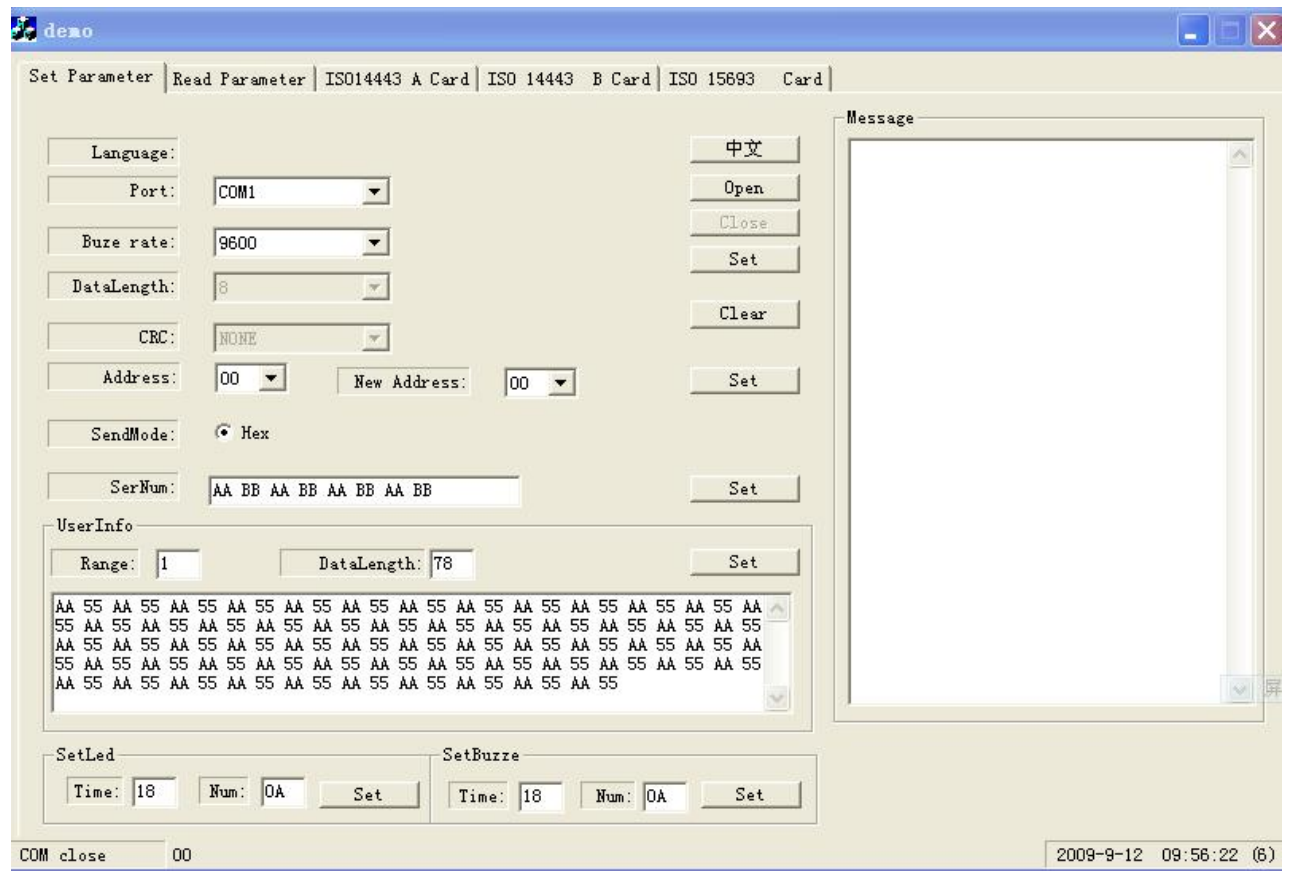 demo
Set Parameter Read Parameter ISO14443 A Card ISO 14443 B Card ISO 15693 Card
Message
Language: 中文
Port: COM1 Open
Close
Buze rate: 9600 Set
DataLength: 8
Clear
CRC: NONE
Address: 00 New Address: 00 Set
SendMode: Hex
SerNum: AA BB AA BB AA BB AA BB Set
UserInfo
Range: 1 DataLength: 78 Set
AA 55 AA 55 AA 55 AA 55 AA 55 AA 55 AA 55 AA 55 AA 55 AA 55 AA 55 AA 55 AA
55 AA 55 AA 55 AA 55 AA 55 AA 55 AA 55 AA 55 AA 55 AA 55 AA 55 AA 55 AA 55
AA 55 AA 55 AA 55 AA 55 AA 55 AA 55 AA 55 AA 55 AA 55 AA 55 AA 55 AA 55 AA
55 AA 55 AA 55 AA 55 AA 55 AA 55 AA 55 AA 55 AA 55 AA 55 AA 55 AA 55 AA 55
AA 55 AA 55 AA 55 AA 55 AA 55 AA 55 AA 55 AA 55 AA 55 AA 55
SetLed SetBuzze
Time: 18 Num: 0A Set Time: 18 Num: 0A Set
COM close 00 2009-9-12 09:56:22 (6)